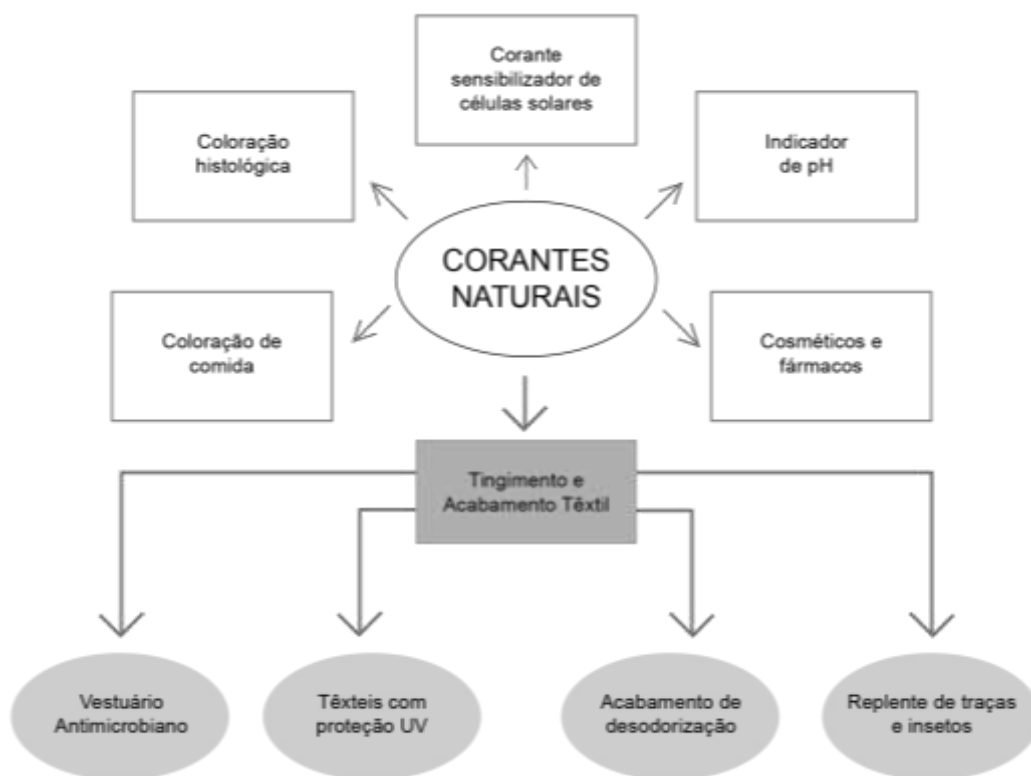 Corante
sensibilizador de
células solares
Coloração
histológica
Indicador
de pH
CORANTES
NATURAIS
Coloração de
comida
Cosméticos e
fármacos
Tingimento e
Acabamento Têxtil
Vestuário
Antimicrobiano
Têxteis com
proteção UV
Acabamento de
desodorização
Replente de traças
e insetos